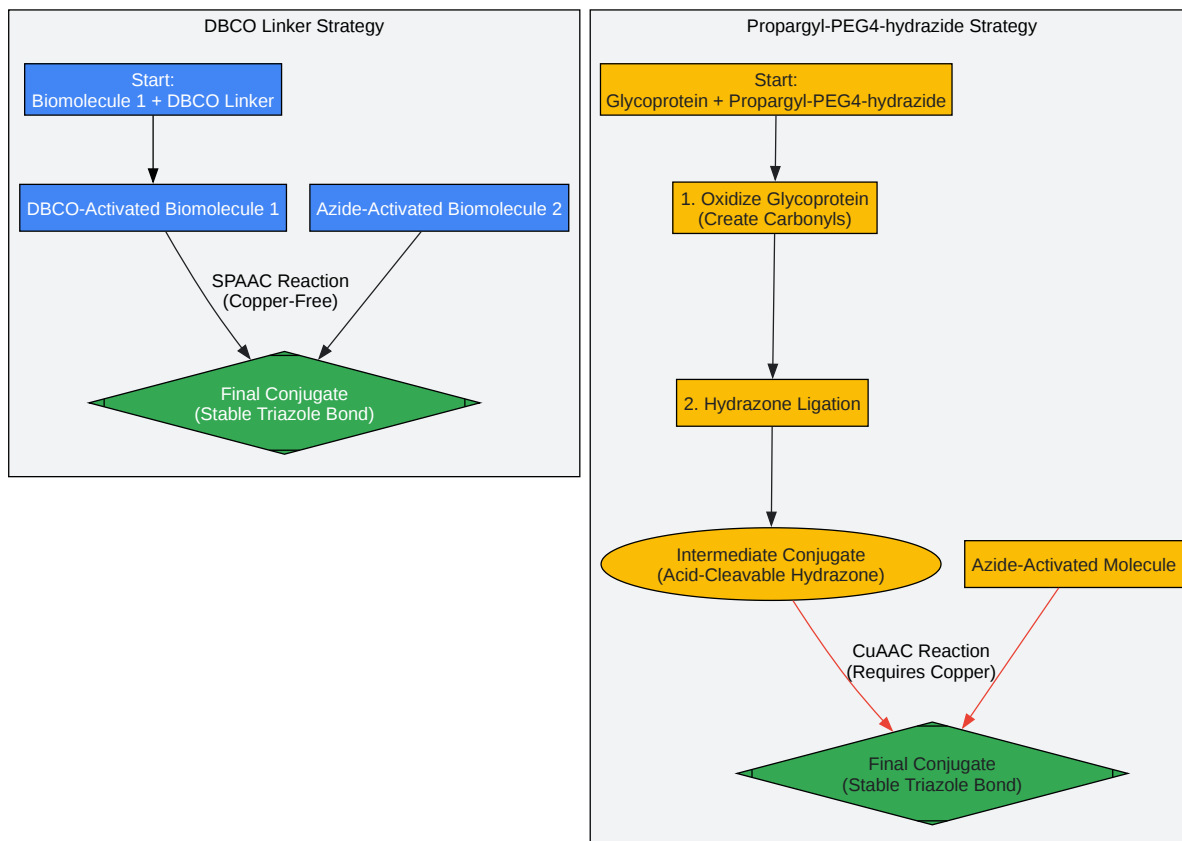 DBCO Linker Strategy
Start:
Biomolecule 1 + DBCO Linker
DBCO-Activated Biomolecule 1
Azide-Activated Biomolecule 2
SPAAC Reaction
(Copper-Free)
Final Conjugate
(Stable Triazole Bond)
Propargyl-PEG4-hydrazide Strategy
Start:
Glycoprotein + Propargyl-PEG4-hydrazide
1. Oxidize Glycoprotein
(Create Carbonyls)
2. Hydrazone Ligation
Intermediate Conjugate
(Acid-Cleavable Hydrazone)
Azide-Activated Molecule
CuAAC Reaction
(Requires Copper)
Final Conjugate
(Stable Triazole Bond)